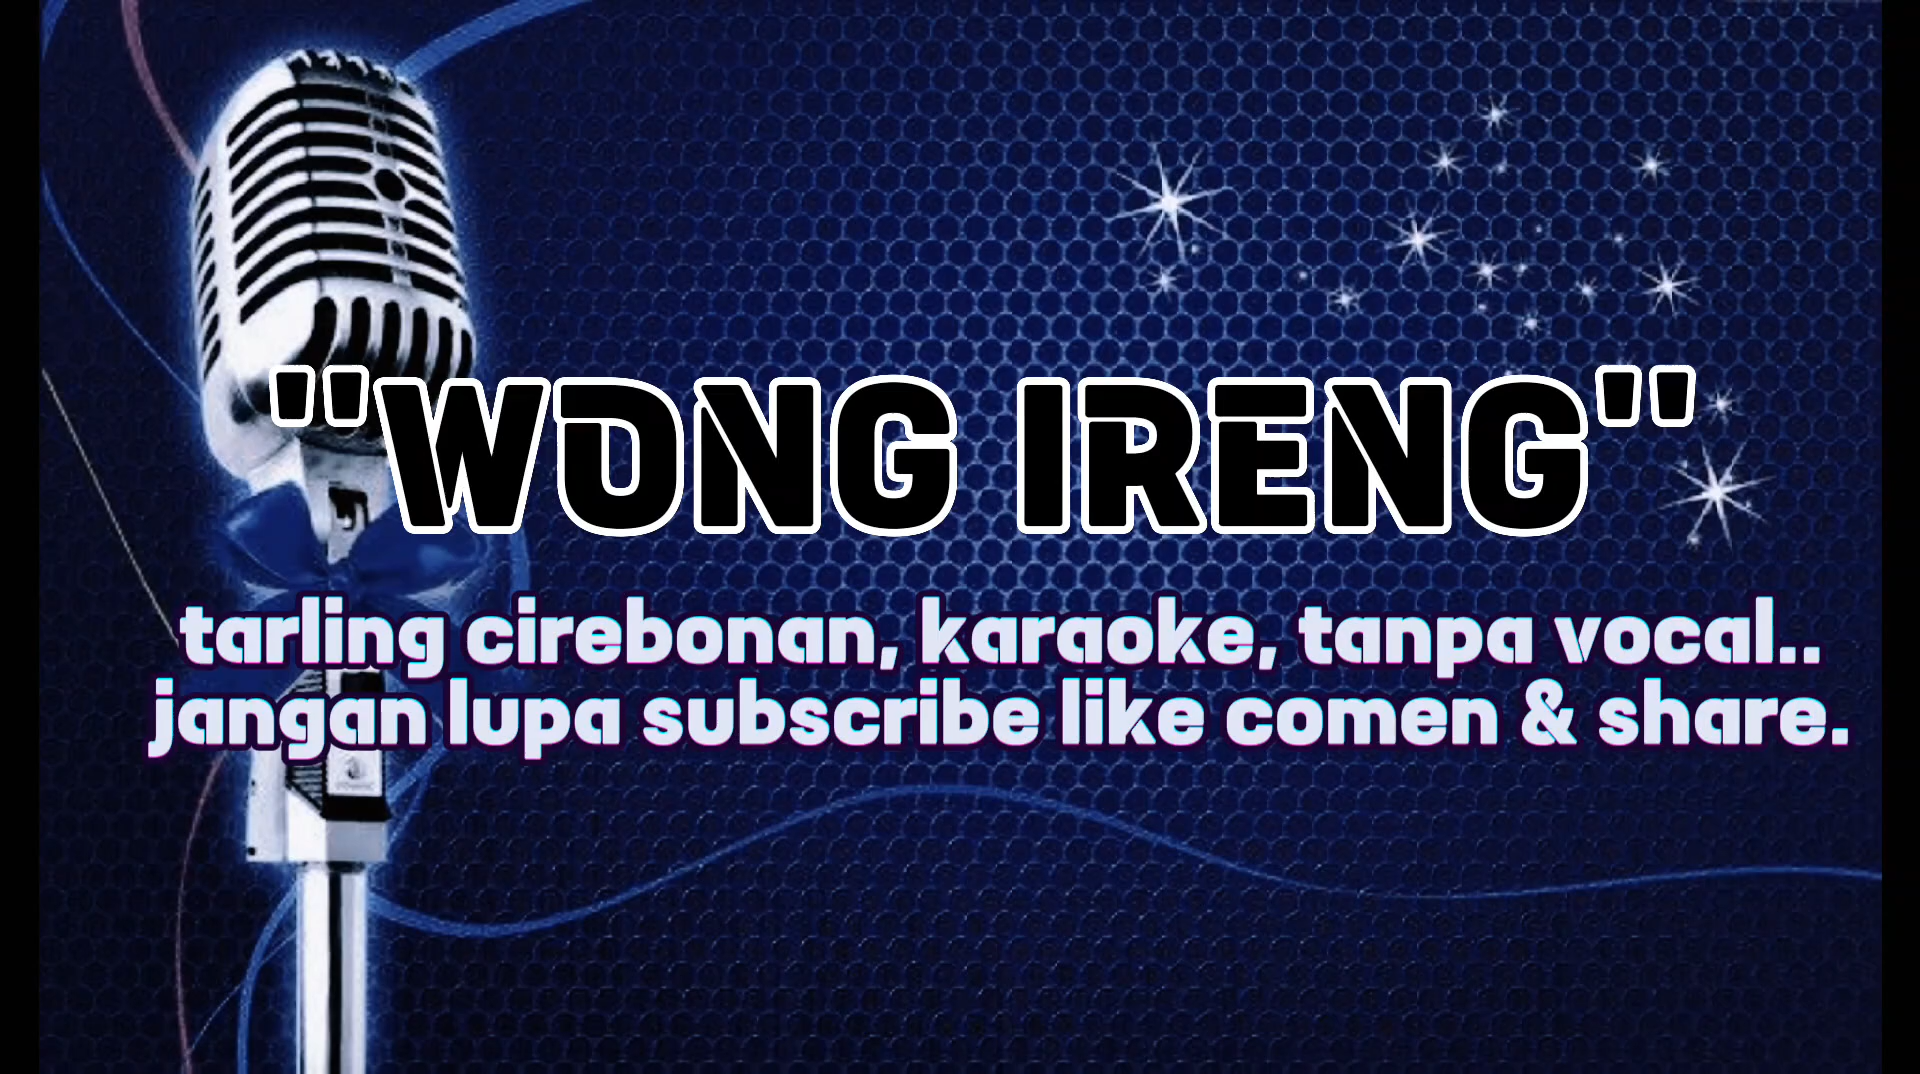 "WONG IRENG"
tarling cirebonan, karaoke, tanpa vocal..
jangan lupa subscribe like comen & share.